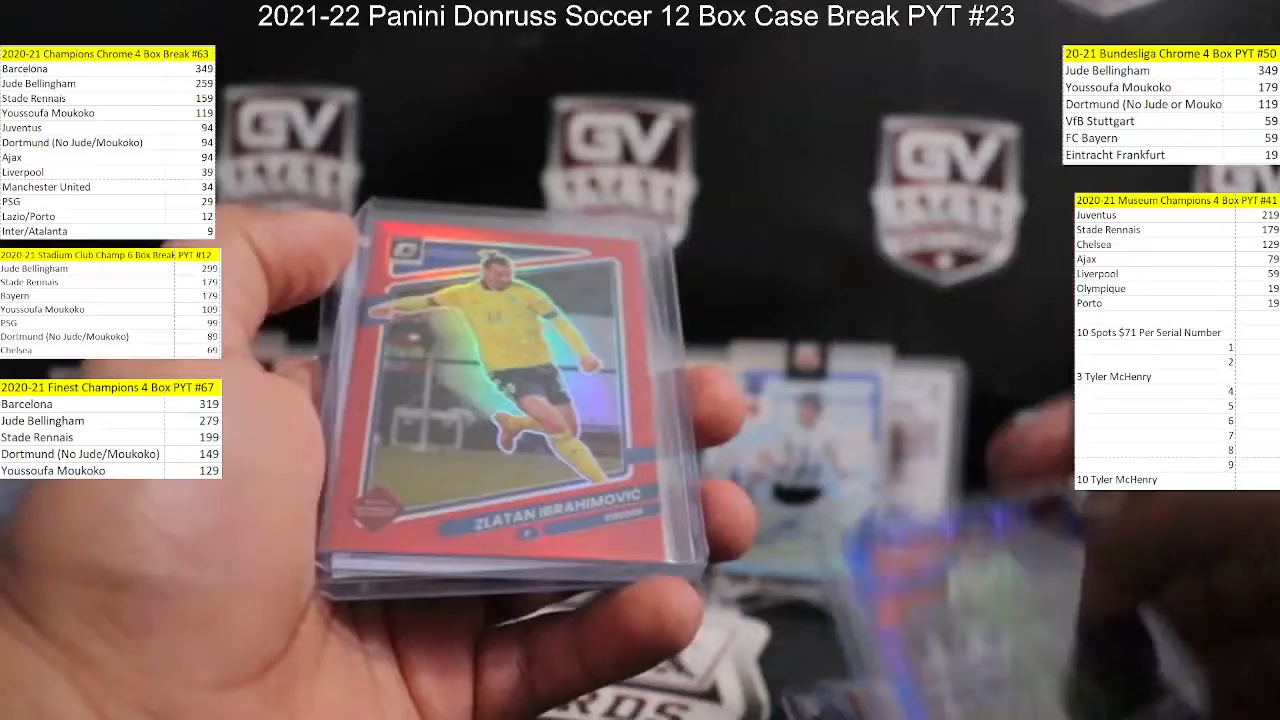 2021-22 Panini Donruss Soccer 12 Box Case Break PYT #23
2020-21 Champions Chrome 4 Box Break #63
Barcelona 349
Jude Bellingham 259
Stade Rennais 159
Youssoufa Moukoko 119
Juventus 94
Dortmund (No Jude/Moukoko) 94
Ajax 94
Liverpool 39
Manchester United 34
PSG 29
Lazio/Porto 12
Inter/Atalanta 9
2020-21 Stadium Club Champ 6 Box Break PYT #12
Jude Bellingham 299
Stade Rennais 179
Bayern 179
Youssoufa Moukoko 109
PSG 99
Dortmund (No Jude/Moukoko) 89
Chelsea 69
2020-21 Finest Champions 4 Box PYT #67
Barcelona 319
Jude Bellingham 279
Stade Rennais 199
Dortmund (No Jude/Moukoko) 149
Youssoufa Moukoko 129
GV
GV
GV
ZLATAN IBRAHIMOVIC
SWEDEN
RDS
20-21 Bundesliga Chrome 4 Box PYT #50
Jude Bellingham 349
Youssoufa Moukoko 179
Dortmund (No Jude or Mouko 119
VfB Stuttgart 59
FC Bayern 59
Eintracht Frankfurt 19
2020-21 Museum Champions 4 Box PYT #41
Juventus 219
Stade Rennais 179
Chelsea 129
Ajax 79
Liverpool 59
Olympique 19
Porto 19
10 Spots $71 Per Serial Number
1
2
3 Tyler McHenry
4
5
6
7
8
9
10 Tyler McHenry